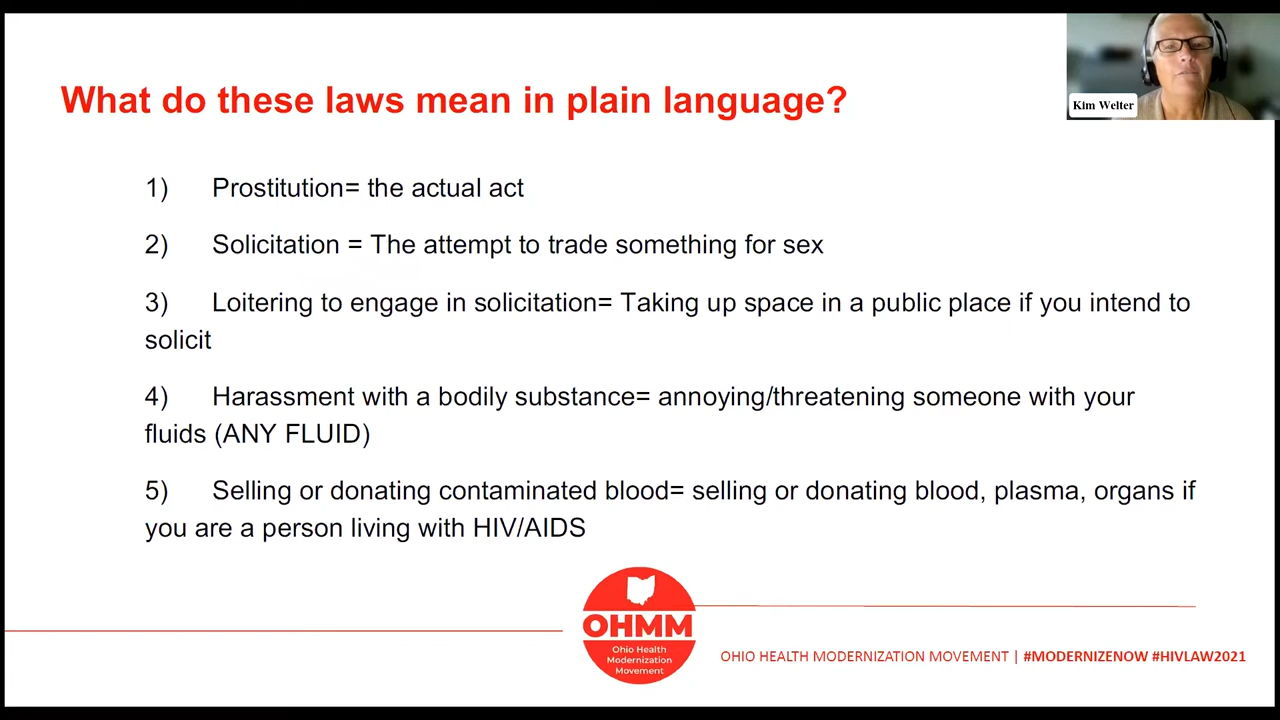 What do these laws mean in plain language?
Kim Welter
1) Prostitution= the actual act
2) Solicitation = The attempt to trade something for sex
3) Loitering to engage in solicitation= Taking up space in a public place if you intend to
solicit
4) Harassment with a bodily substance= annoying/threatening someone with your
fluids (ANY FLUID)
5) Selling or donating contaminated blood= selling or donating blood, plasma, organs if
you are a person living with HIV/AIDS
OHMM
Ohio Health
Modernization
Movement
OHIO HEALTH MODERNIZATION MOVEMENT | #MODERNIZENOW #HIVLAW2021